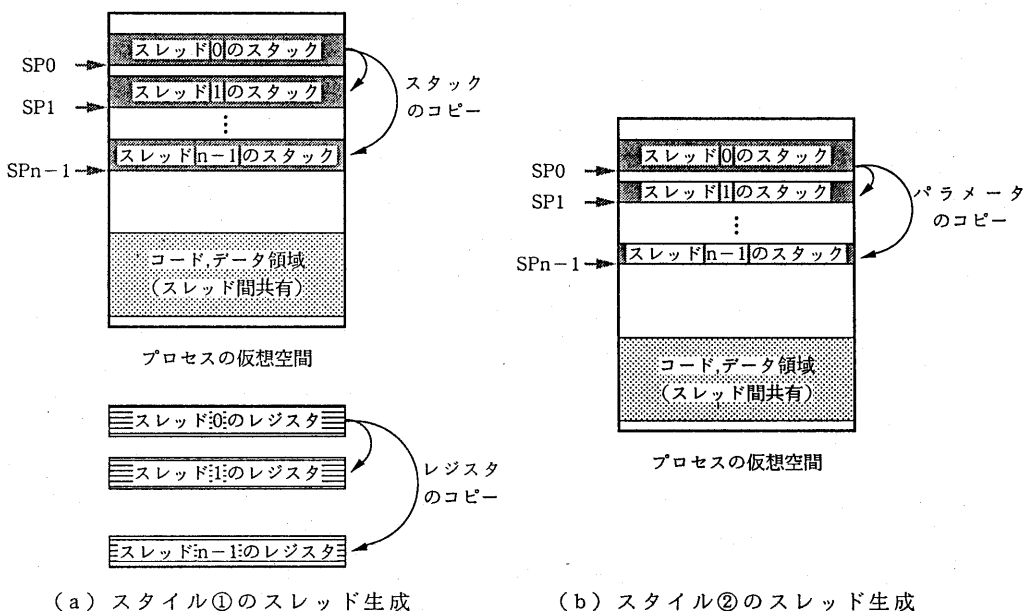 スレッド0のスタック
SP0
スレッド1のスタック
SP1
⋮
スレッドn-1のスタック
SPn-1
スタック
のコピー
コード,データ領域
(スレッド間共有)
プロセスの仮想空間
スレッド0のレジスタ
スレッド1のレジスタ
スレッドn-1のレジスタ
レジスタ
のコピー
(a) スタイル①のスレッド生成
スレッド0のスタック
SP0
スレッド1のスタック
SP1
⋮
スレッドn-1のスタック
SPn-1
パラメータ
のコピー
コード,データ領域
(スレッド間共有)
プロセスの仮想空間
(b) スタイル②のスレッド生成